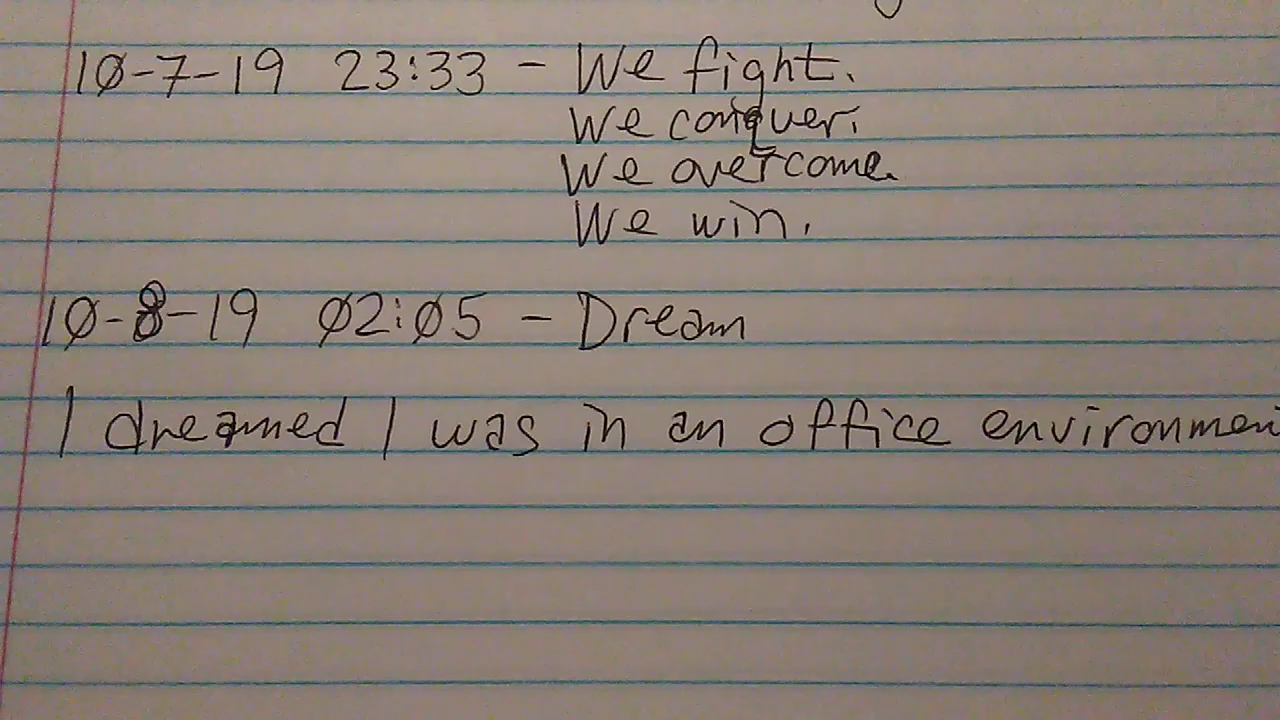 10-7-19 23:33 - We fight.
We conquer.
We overcome.
We win.
10-8-19 02:05 - Dream
I dreamed I was in an office environmen